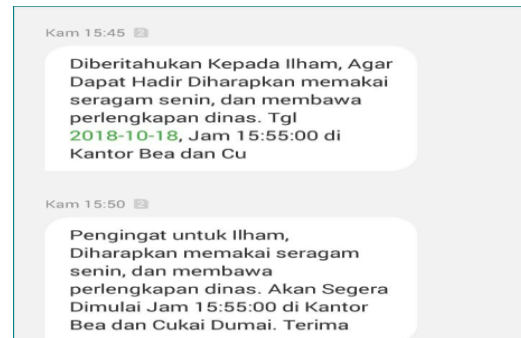 Kam 15:45 2
Diberitahukan Kepada Ilham, Agar
Dapat Hadir Diharapkan memakai
seragam senin, dan membawa
perlengkapan dinas. Tgl
2018-10-18, Jam 15:55:00 di
Kantor Bea dan Cu
Kam 15:50 2
Pengingat untuk Ilham,
Diharapkan memakai seragam
senin, dan membawa
perlengkapan dinas. Akan Segera
Dimulai Jam 15:55:00 di Kantor
Bea dan Cukai Dumai. Terima